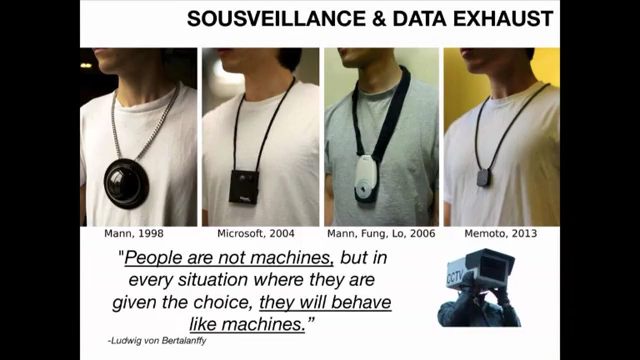 SOUSVEILLANCE & DATA EXHAUST
Mann, 1998
Microsoft, 2004
Mann, Fung, Lo, 2006
Memoto, 2013
"People are not machines, but in
every situation where they are
given the choice, they will behave
like machines.”
-Ludwig von Bertalanffy
CCTV